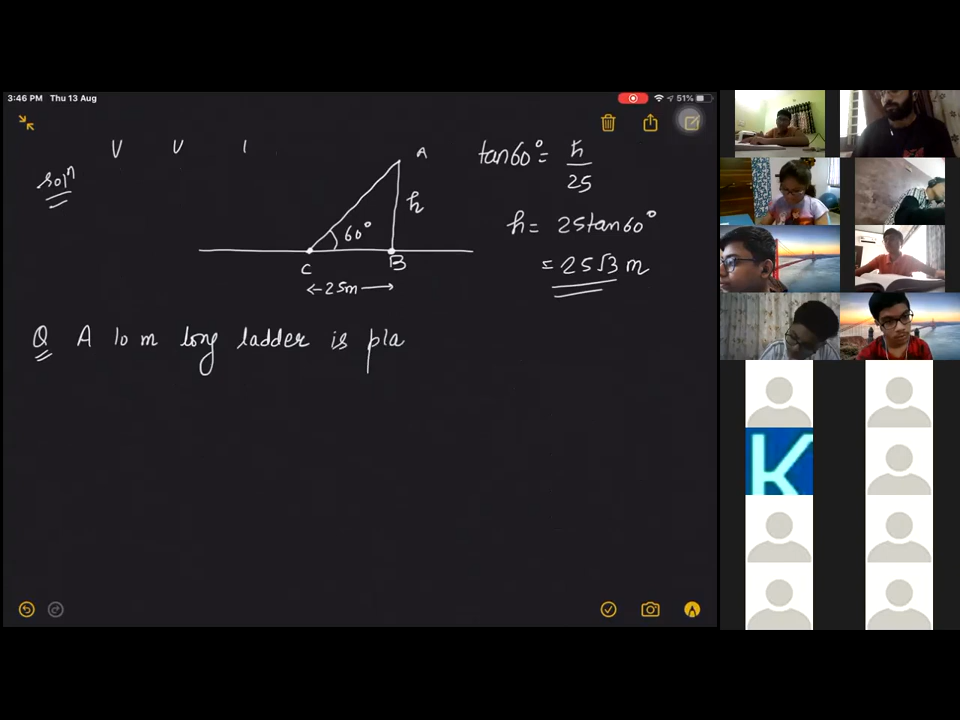 3:46 PM Thu 13 Aug
51%
V V I
solⁿ
A
h
60°
C
B
←25m→
tan60° = h/25
h = 25tan60°
= 25√3 m
Q A 10 m long ladder is pla
K